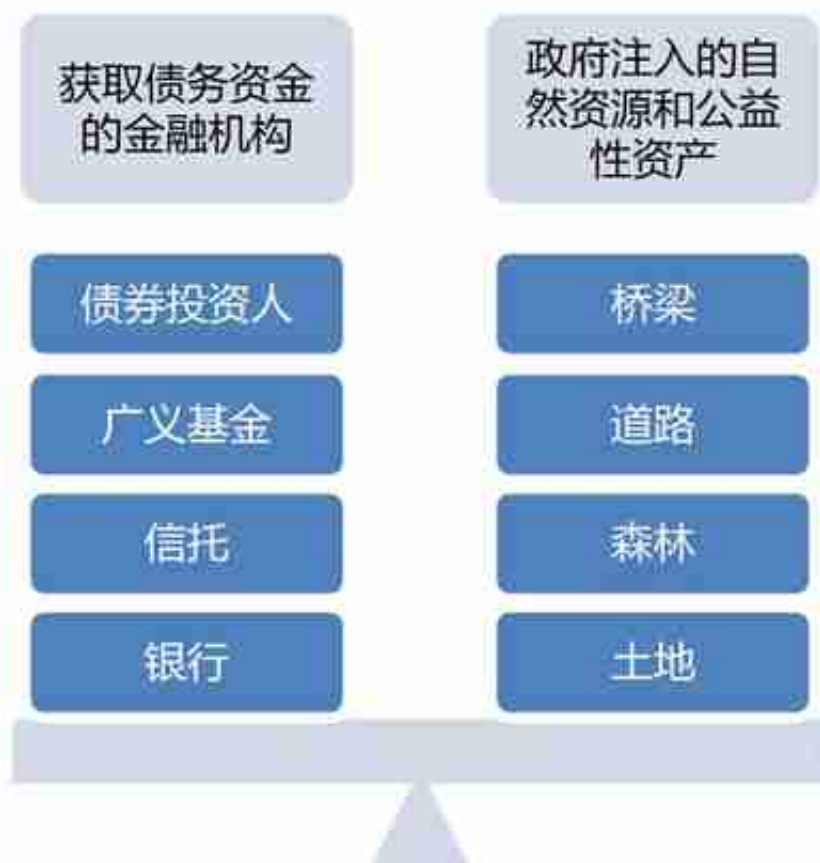 获取债务资金
的金融机构
债券投资人
广义基金
信托
银行
政府注入的自
然资源和公益
性资产
桥梁
道路
森林
土地